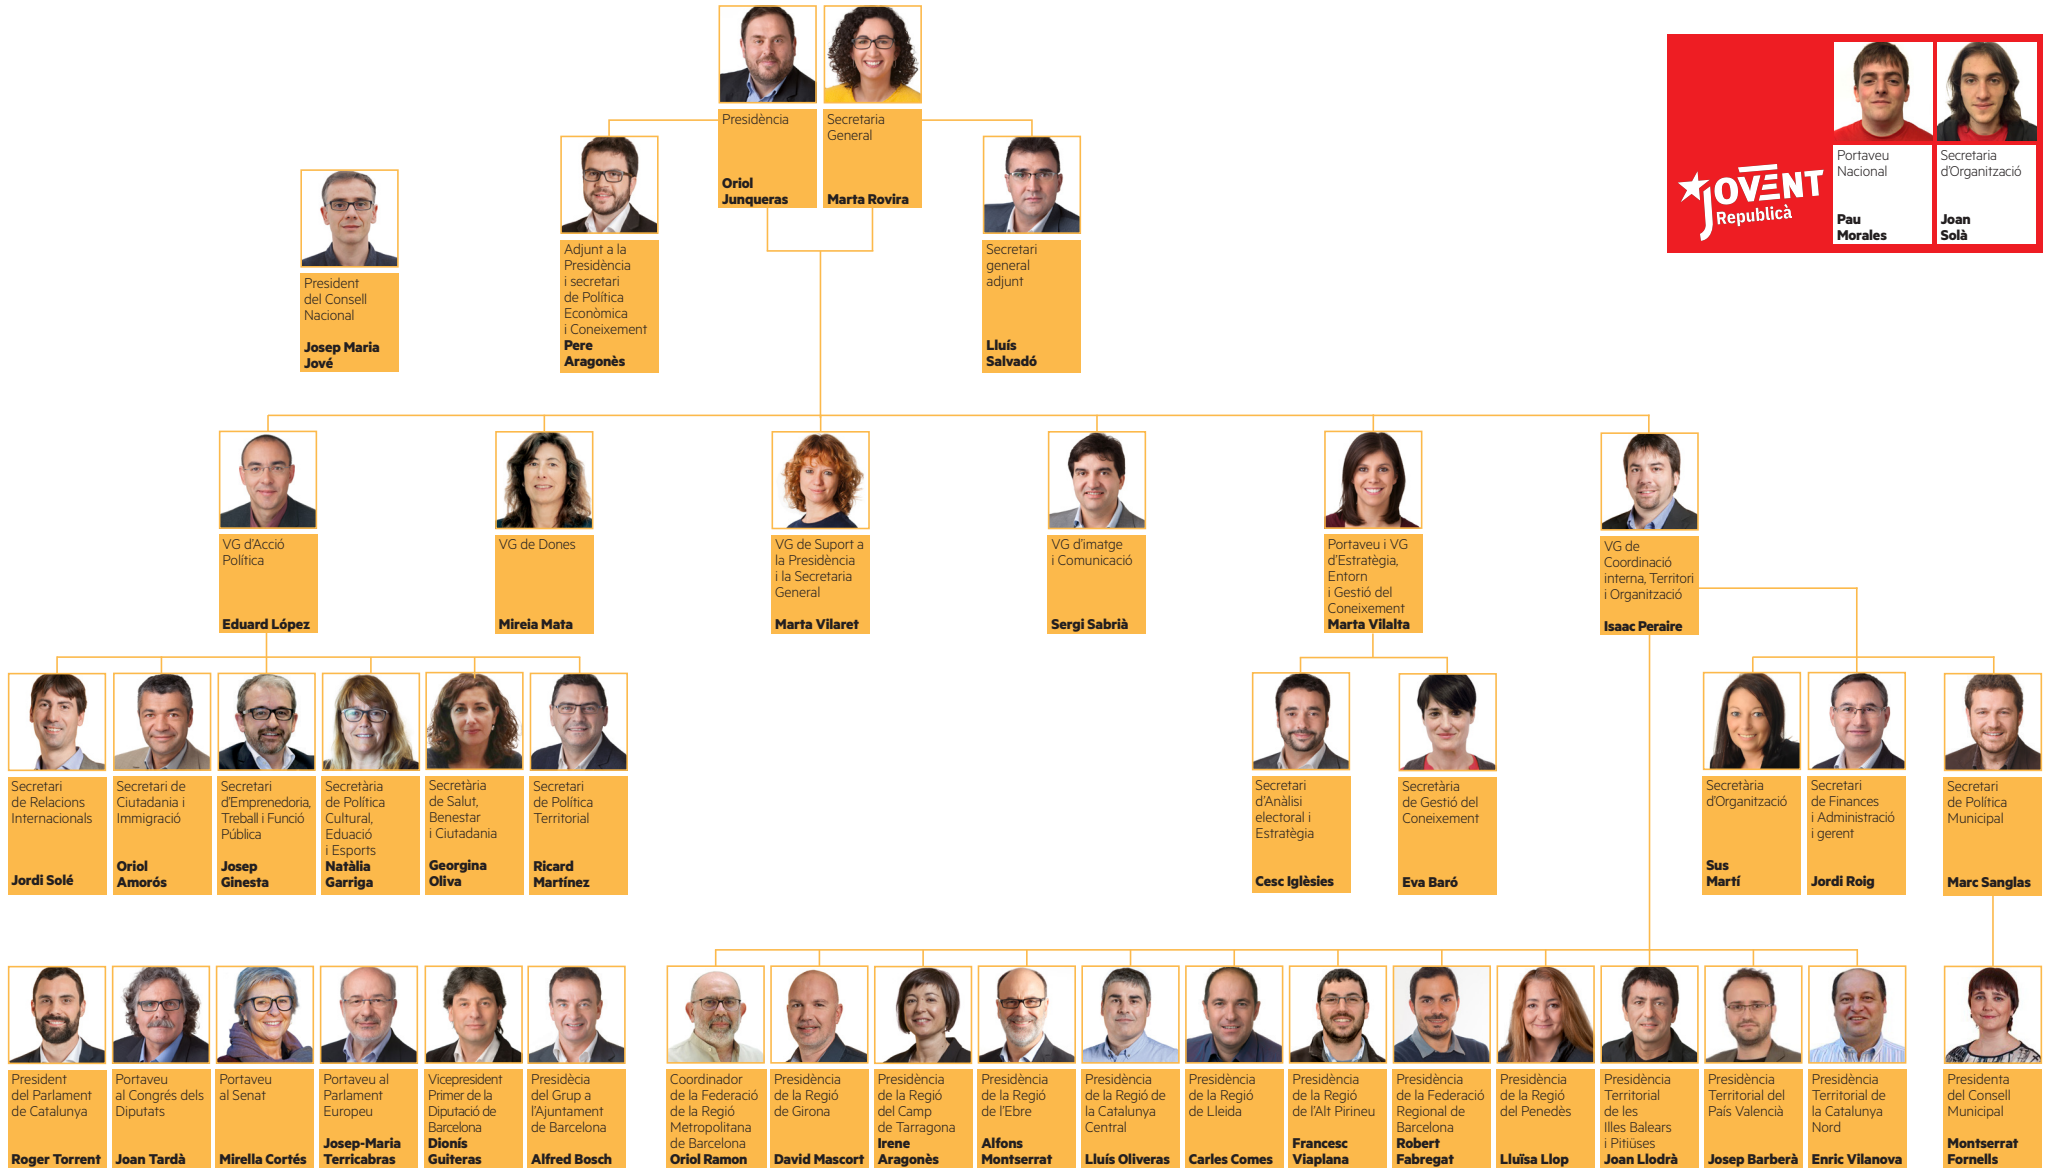 Presidència
Oriol
Junqueras
Secretaria
General
Marta Rovira
JOVENT
Republicà
Portaveu
Nacional
Pau
Morales
Secretaria
d'Organització
Joan
Solà
President
del Consell
Nacional
Josep Maria
Jové
Adjunt a la
Presidència
i secretari
de Política
Econòmica
i Coneixement
Pere
Aragonès
Secretari
general
adjunt
Lluís
Salvadó
VG d'Acció
Política
Eduard López
VG de Dones
Mireia Mata
VG de Suport a
la Presidència
i la Secretaria
General
Marta Vilaret
VG d'imatge
i Comunicació
Sergi Sabrià
Portaveu i VG
d'Estratègia,
Entorn
i Gestió del
Coneixement
Marta Vilalta
VG de
Coordinació
interna, Territori
i Organització
Isaac Peraire
Secretari
de Relacions
Internacionals
Jordi Solé
Secretari de
Ciutadania i
Immigració
Oriol
Amorós
Secretari
d'Emprenedoria,
Treball i Funció
Pública
Josep
Ginesta
Secretària
de Política
Cultural,
Eduació
i Esports
Natàlia
Garriga
Secretària
de Salut,
Benestar
i Ciutadania
Georgina
Oliva
Secretari
de Política
Territorial
Ricard
Martínez
Secretari
d'Anàlisi
electoral i
Estratègia
Cesc Iglèsies
Secretària
de Gestió del
Coneixement
Eva Baró
Secretària
d'Organització
Sus
Martí
Secretari
de Finances
i Administració
i gerent
Jordi Roig
Secretari
de Política
Municipal
Marc Sanglas
President
del Parlament
de Catalunya
Roger Torrent
Portaveu
al Congrés dels
Diputats
Joan Tardà
Portaveu
al Senat
Mirella Cortés
Portaveu al
Parlament
Europeu
Josep-Maria
Terricabras
Vicepresident
Primer de la
Diputació de
Barcelona
Dionís
Guiteras
Presidècia
del Grup a
l'Ajuntament
de Barcelona
Alfred Bosch
Coordinador
de la Federació
de la Regió
Metropolitana
de Barcelona
Oriol Ramon
Presidència
de la Regió
de Girona
David Mascort
Presidència
de la Regió
del Camp
de Tarragona
Irene
Aragonès
Presidència
de la Regió
de l'Ebre
Alfons
Montserrat
Presidència
de la Regió de
la Catalunya
Central
Lluís Oliveras
Presidència
de la Regió
de Lleida
Carles Comes
Presidència
de la Regió
de l'Alt Pirineu
Francesc
Viaplana
Presidència
de la Federació
Regional de
Barcelona
Robert
Fabregat
Presidència
de la Regió
del Penedès
Lluïsa Llop
Presidència
Territorial
de les
Illes Balears
i Pitiüses
Joan Llodrà
Presidència
Territorial del
País Valencià
Josep Barberà
Presidència
Territorial de
la Catalunya
Nord
Enric Vilanova
Presidenta
del Consell
Municipal
Montserrat
Fornells